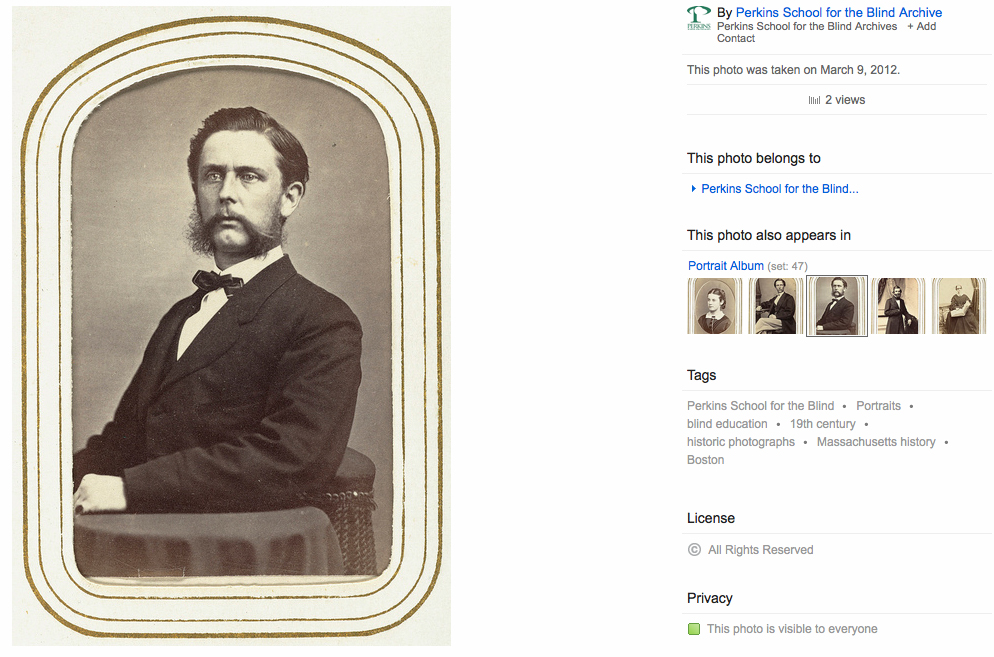 By Perkins School for the Blind Archive
PERKINS
Perkins School for the Blind Archives + Add
Contact
This photo was taken on March 9, 2012.
2 views
This photo belongs to
Perkins School for the Blind...
This photo also appears in
Portrait Album (set: 47)
Tags
Perkins School for the Blind • Portraits •
blind education • 19th century •
historic photographs • Massachusetts history •
Boston
License
© All Rights Reserved
Privacy
This photo is visible to everyone